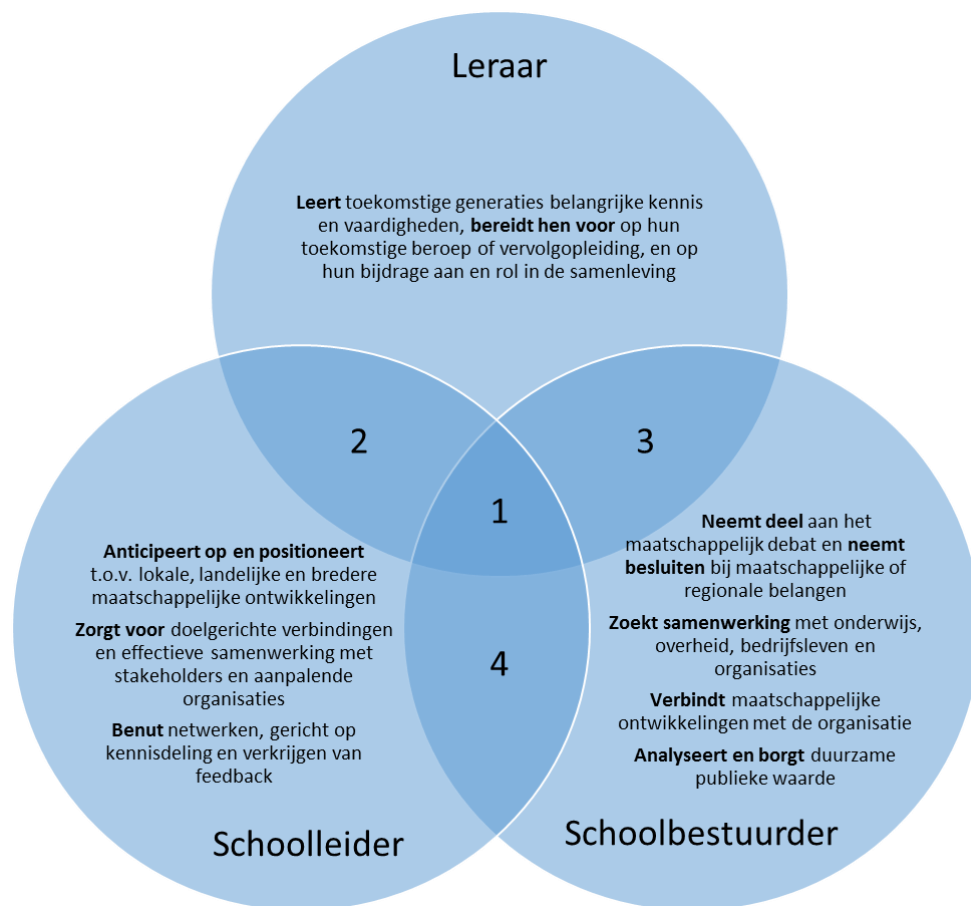 Leraar
Leert toekomstige generaties belangrijke kennis
en vaardigheden, bereidt hen voor op hun
toekomstige beroep of vervolgopleiding, en op
hun bijdrage aan en rol in de samenleving
2
3
1
Anticipeert op en positioneert
t.o.v. lokale, landelijke en bredere
maatschappelijke ontwikkelingen
Zorgt voor doelgerichte verbindingen
en effectieve samenwerking met
stakeholders en aanpalende
organisaties
Benut netwerken, gericht op
kennisdeling en verkrijgen van
feedback
Schoolleider
4
Neemt deel aan het
maatschappelijk debat en neemt
besluiten bij maatschappelijke of
regionale belangen
Zoekt samenwerking met onderwijs,
overheid, bedrijfsleven en
organisaties
Verbindt maatschappelijke
ontwikkelingen met de organisatie
Analyseert en borgt duurzame
publieke waarde
Schoolbestuurder